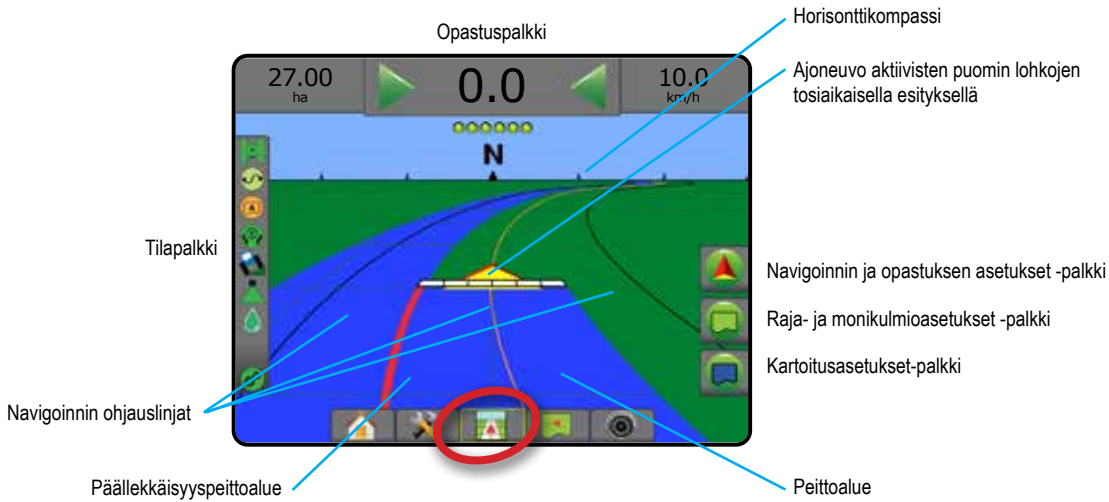 Opastuspalkki
Horisonttikompassi
Ajoneuvo aktiivisten puomin lohkojen
tosiaikaisella esityksellä
27.00
ha
0.0
10.0
km/h
N
Tilapalkki
Navigoinnin ja opastuksen asetukset -palkki
Raja- ja monikulmioasetukset -palkki
Kartoitusasetukset-palkki
Navigoinnin ohjauslinjat
Päällekkäisyyspeittoalue
Peittoalue